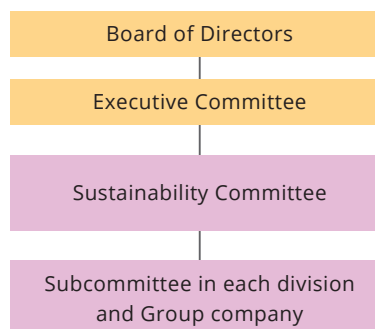 Board of Directors
Executive Committee
Sustainability Committee
Subcommittee in each division
and Group company